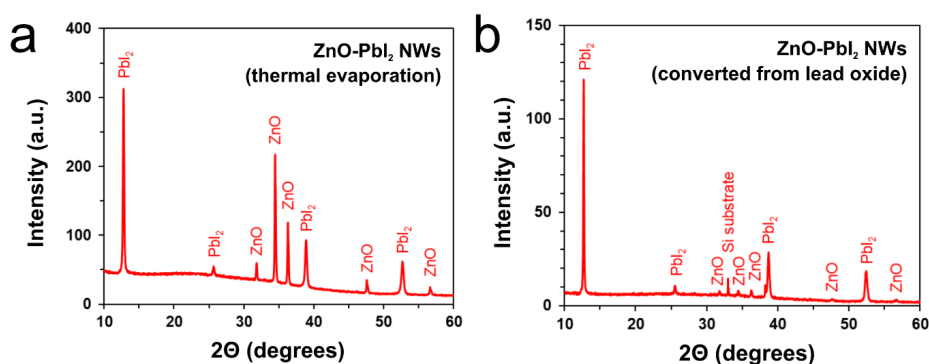 a
ZnO-PbI₂ NWs
(thermal evaporation)
Intensity (a.u.)
400
300
200
100
0
PbI₂
PbI₂
ZnO
ZnO
ZnO
PbI₂
ZnO
PbI₂
ZnO
10
20
30
40
50
60
2Θ (degrees)
b
ZnO-PbI₂ NWs
(converted from lead oxide)
Intensity (a.u.)
150
100
50
0
PbI₂
PbI₂
ZnO
Si substrate
ZnO
ZnO
PbI₂
ZnO
PbI₂
ZnO
10
20
30
40
50
60
2Θ (degrees)